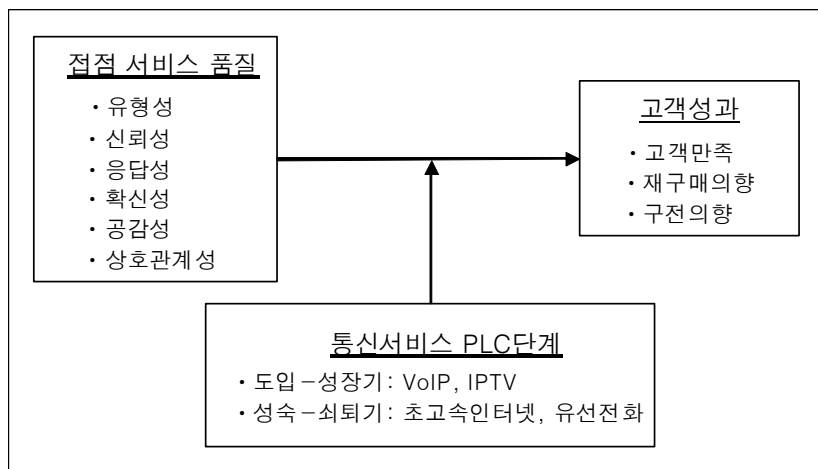 접점 서비스 품질
• 유형성
• 신뢰성
• 응답성
• 확신성
• 공감성
• 상호관계성
고객성과
• 고객만족
• 재구매의향
• 구전의향
통신서비스 PLC단계
• 도입–성장기: VoIP, IPTV
• 성숙–쇠퇴기: 초고속인터넷, 유선전화